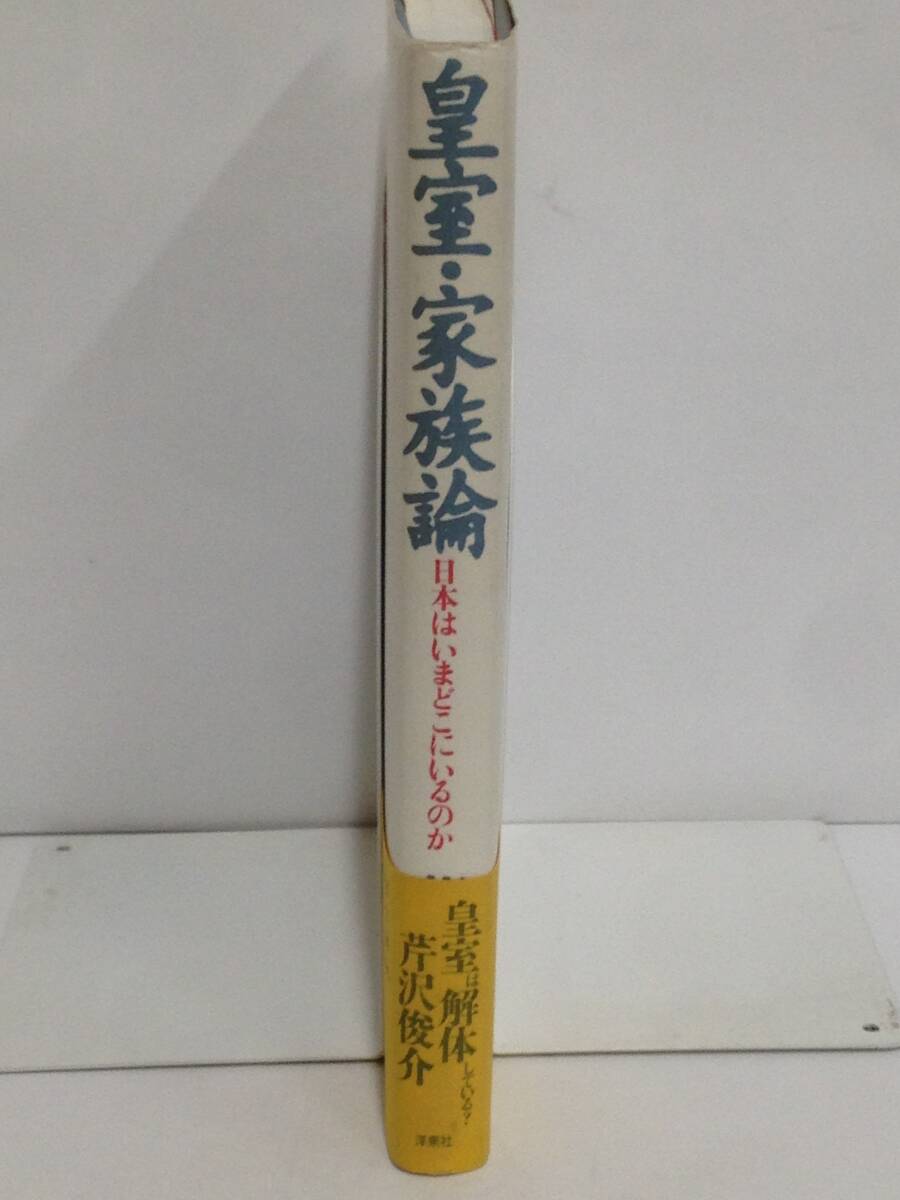 皇室・家族論
日本はいまどこにいるのか
皇室は解体している?
芹沢俊介
洋泉社